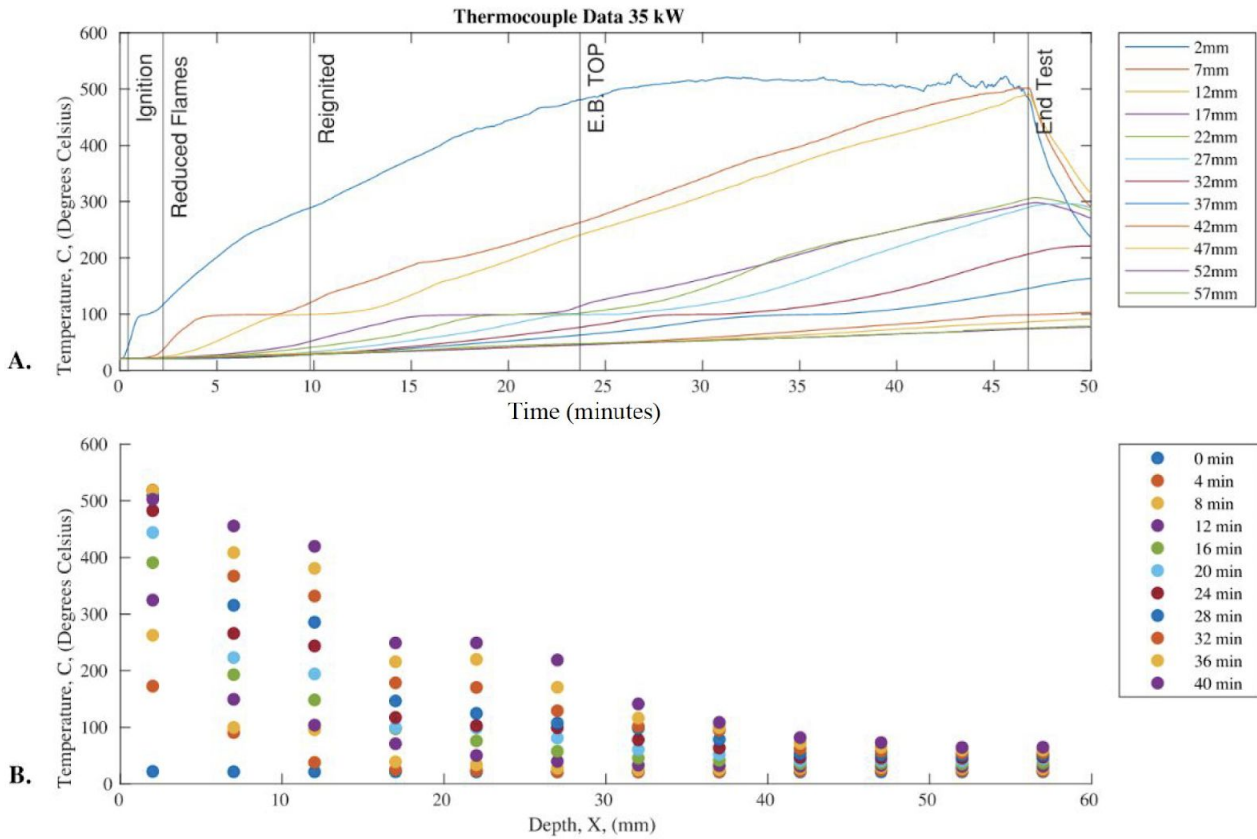 Thermocouple Data 35 kW
600
500
400
300
200
100
0
Temperature, C, (Degrees Celsius)
A.
Ignition
Reduced Flames
Reignited
E.B. TOP
End Test
0
5
10
15
20
25
30
35
40
45
50
Time (minutes)
2mm
7mm
12mm
17mm
22mm
27mm
32mm
37mm
42mm
47mm
52mm
57mm
600
500
400
300
200
100
0
Temperature, C, (Degrees Celsius)
B.
0
10
20
30
40
50
60
Depth, X, (mm)
0 min
4 min
8 min
12 min
16 min
20 min
24 min
28 min
32 min
36 min
40 min